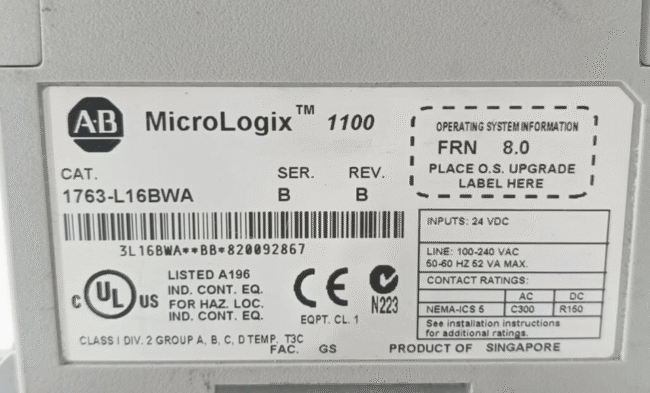 A·B MicroLogix™ 1100
OPERATING SYSTEM INFORMATION
FRN 8.0
PLACE O.S. UPGRADE
LABEL HERE
CAT. SER. REV.
1763-L16BWA B B
3L16BWA**BB*820092867
INPUTS: 24 VDC
LINE: 100-240 VAC
50-60 HZ 52 VA MAX.
CONTACT RATINGS:
AC DC
NEMA-ICS 5 C300 R150
See installation instructions
for additional ratings.
C UL US
LISTED A196
IND. CONT. EQ.
FOR HAZ. LOC.
IND. CONT. EQ.
CE
EQPT. CL. 1
N223
CLASS I DIV. 2 GROUP A, B, C, D TEMP. T3C
FAC. GS PRODUCT OF SINGAPORE